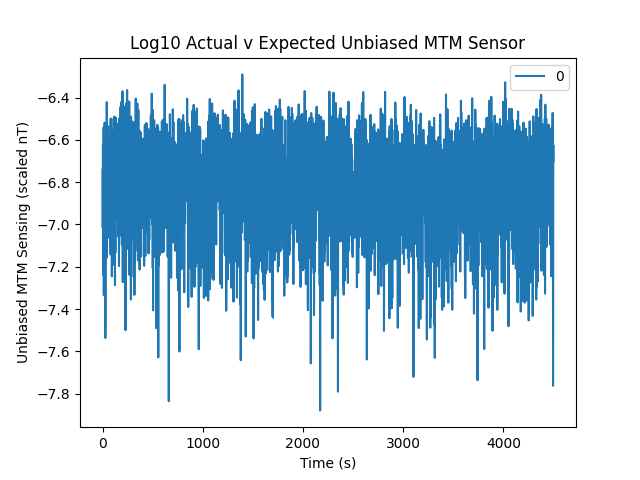 Log10 Actual v Expected Unbiased MTM Sensor
0
Unbiased MTM Sensing (scaled nT)
−6.4
−6.6
−6.8
−7.0
−7.2
−7.4
−7.6
−7.8
0 1000 2000 3000 4000
Time (s)